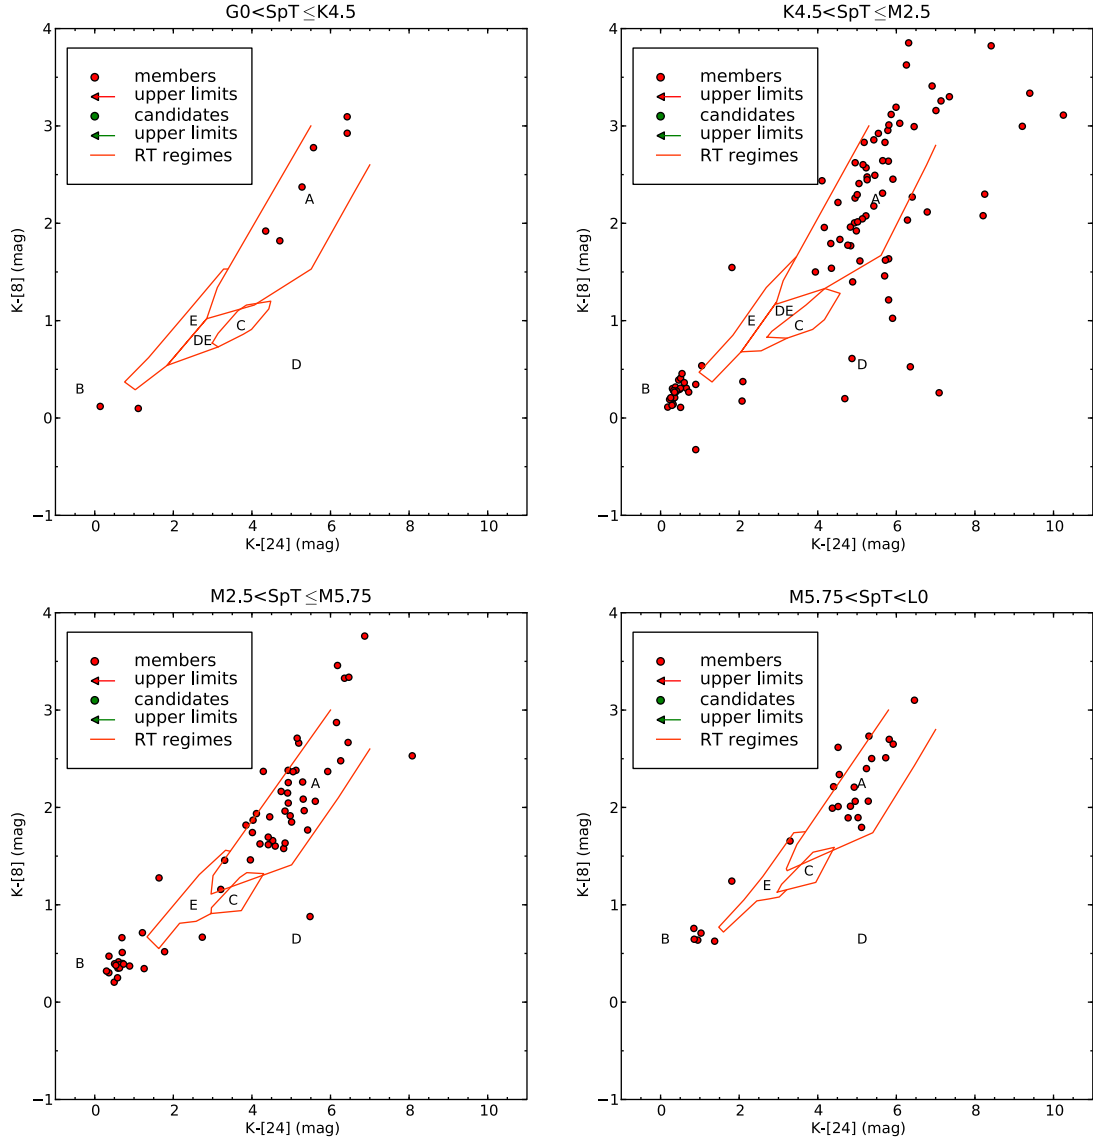 G0<SpT ≤K4.5
members
upper limits
candidates
upper limits
RT regimes
A
E
DE
C
D
B
4
3
2
1
0
−1
K-[8] (mag)
0 2 4 6 8 10
K-[24] (mag)
K4.5<SpT ≤M2.5
members
upper limits
candidates
upper limits
RT regimes
A
DE
E
C
D
B
4
3
2
1
0
−1
K-[8] (mag)
0 2 4 6 8 10
K-[24] (mag)
M2.5<SpT ≤M5.75
members
upper limits
candidates
upper limits
RT regimes
A
C
E
D
B
4
3
2
1
0
−1
K-[8] (mag)
0 2 4 6 8 10
K-[24] (mag)
M5.75<SpT<L0
members
upper limits
candidates
upper limits
RT regimes
A
C
E
B
D
4
3
2
1
0
−1
K-[8] (mag)
0 2 4 6 8 10
K-[24] (mag)